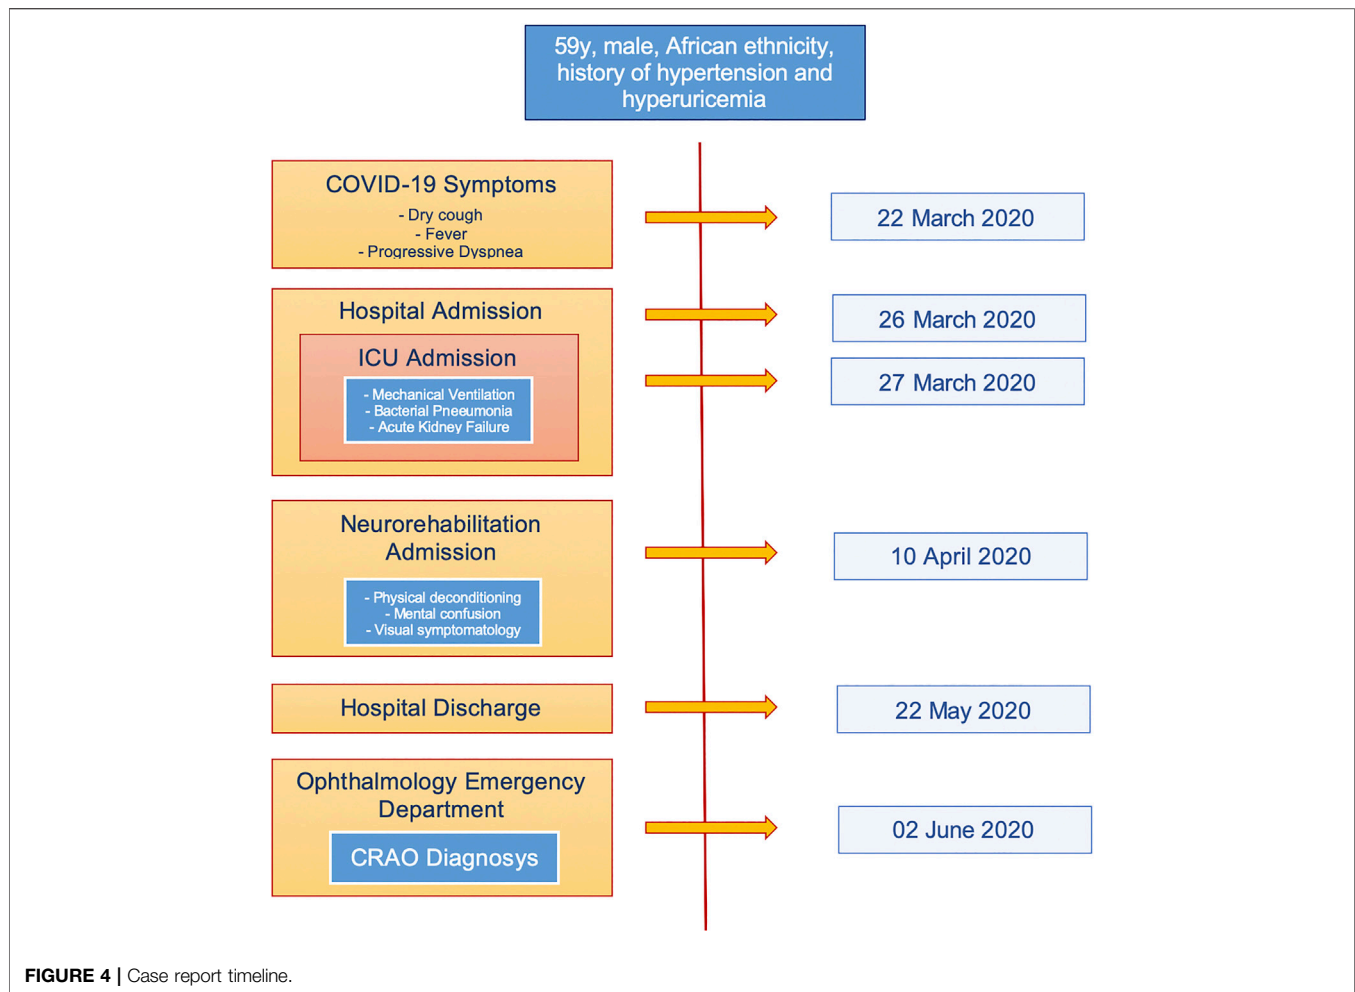 59y, male, African ethnicity,
history of hypertension and
hyperuricemia
COVID-19 Symptoms
- Dry cough
- Fever
- Progressive Dyspnea
22 March 2020
Hospital Admission
26 March 2020
ICU Admission
27 March 2020
- Mechanical Ventilation
- Bacterial Pneumonia
- Acute Kidney Failure
Neurorehabilitation
Admission
10 April 2020
- Physical deconditioning
- Mental confusion
- Visual symptomatology
Hospital Discharge
22 May 2020
Ophthalmology Emergency
Department
02 June 2020
CRAO Diagnosys
FIGURE 4 | Case report timeline.